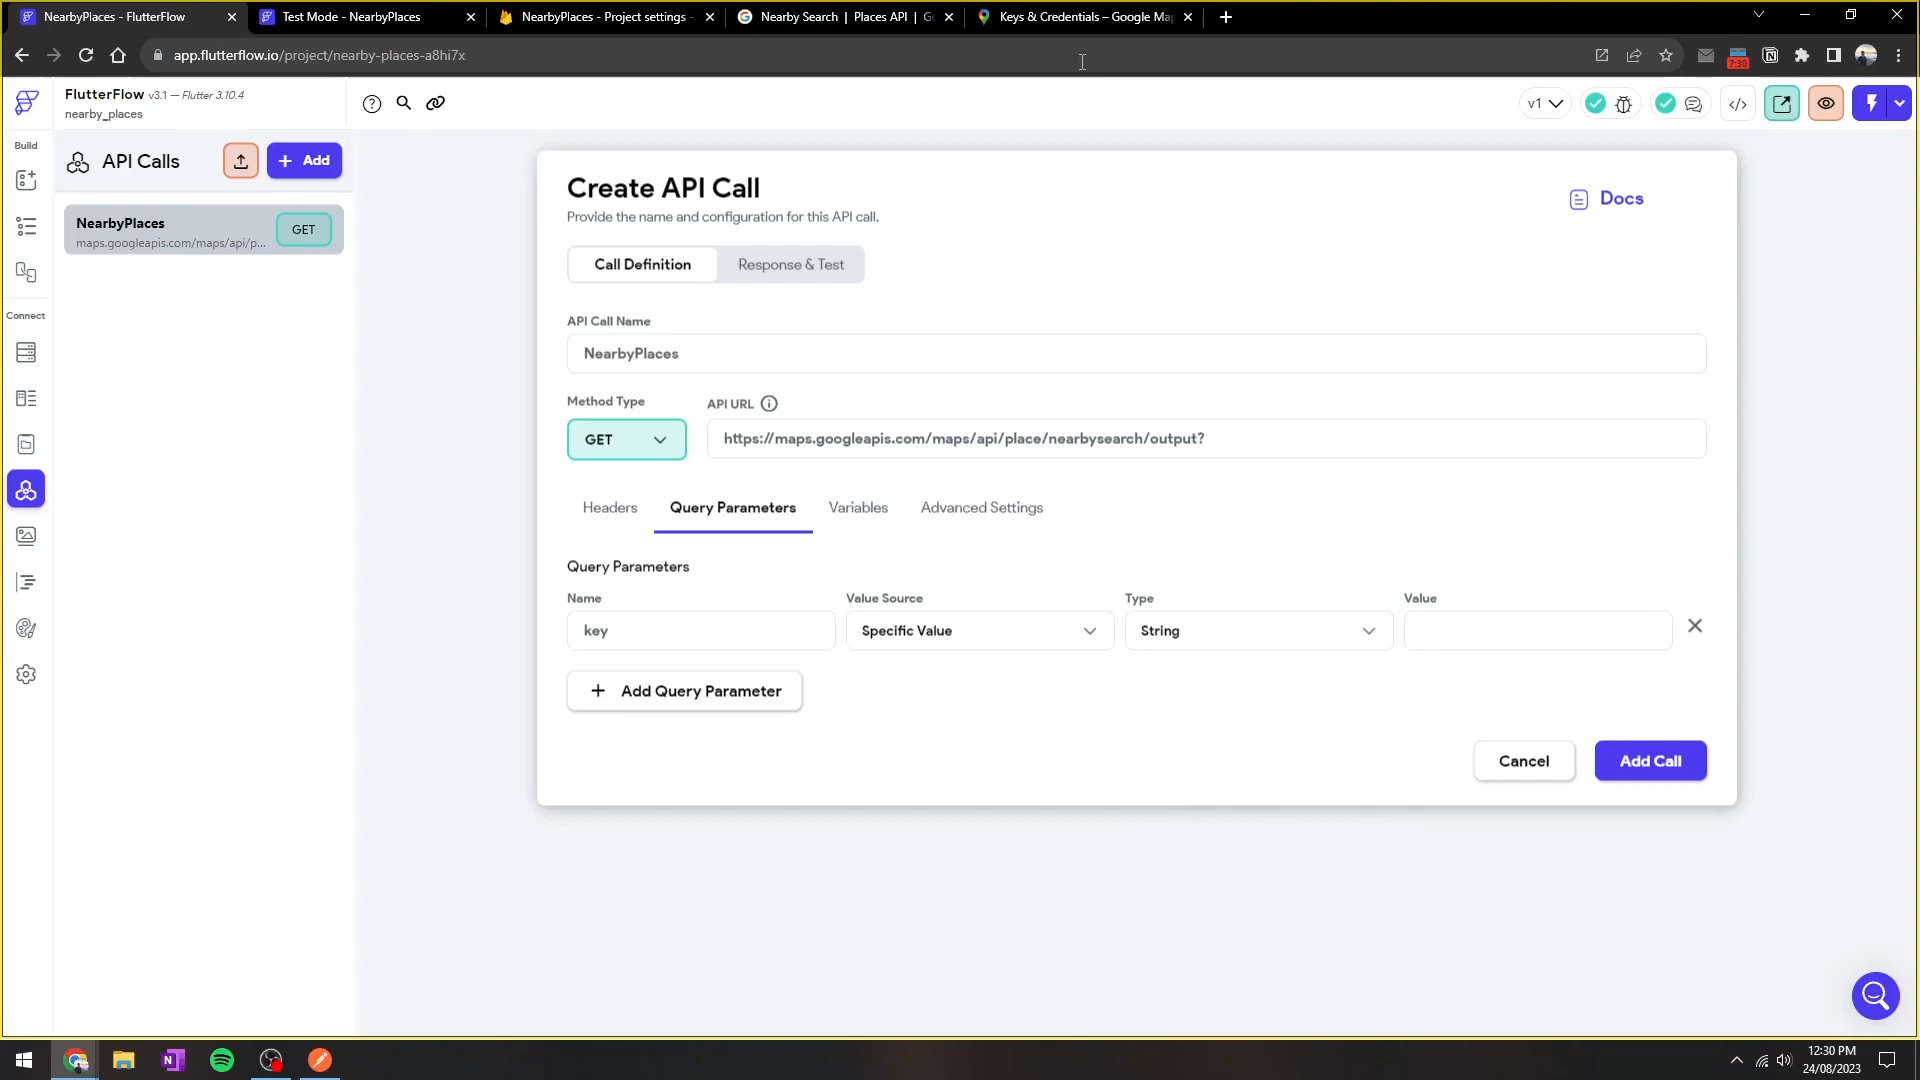 NearbyPlaces - FlutterFlow
Test Mode - NearbyPlaces
NearbyPlaces - Project settings -
Nearby Search | Places API | Go
Keys & Credentials – Google Ma
app.flutterflow.io/project/nearby-places-a8hi7x
7:30
FlutterFlow v3.1 — Flutter 3.10.4
nearby_places
v1
Build
API Calls
Add
NearbyPlaces
maps.googleapis.com/maps/api/p...
GET
Connect
Create API Call
Provide the name and configuration for this API call.
Docs
Call Definition
Response & Test
API Call Name
NearbyPlaces
Method Type
API URL
GET
https://maps.googleapis.com/maps/api/place/nearbysearch/output?
Headers
Query Parameters
Variables
Advanced Settings
Query Parameters
Name
Value Source
Type
Value
key
Specific Value
String
+ Add Query Parameter
Cancel
Add Call
12:30 PM
24/08/2023